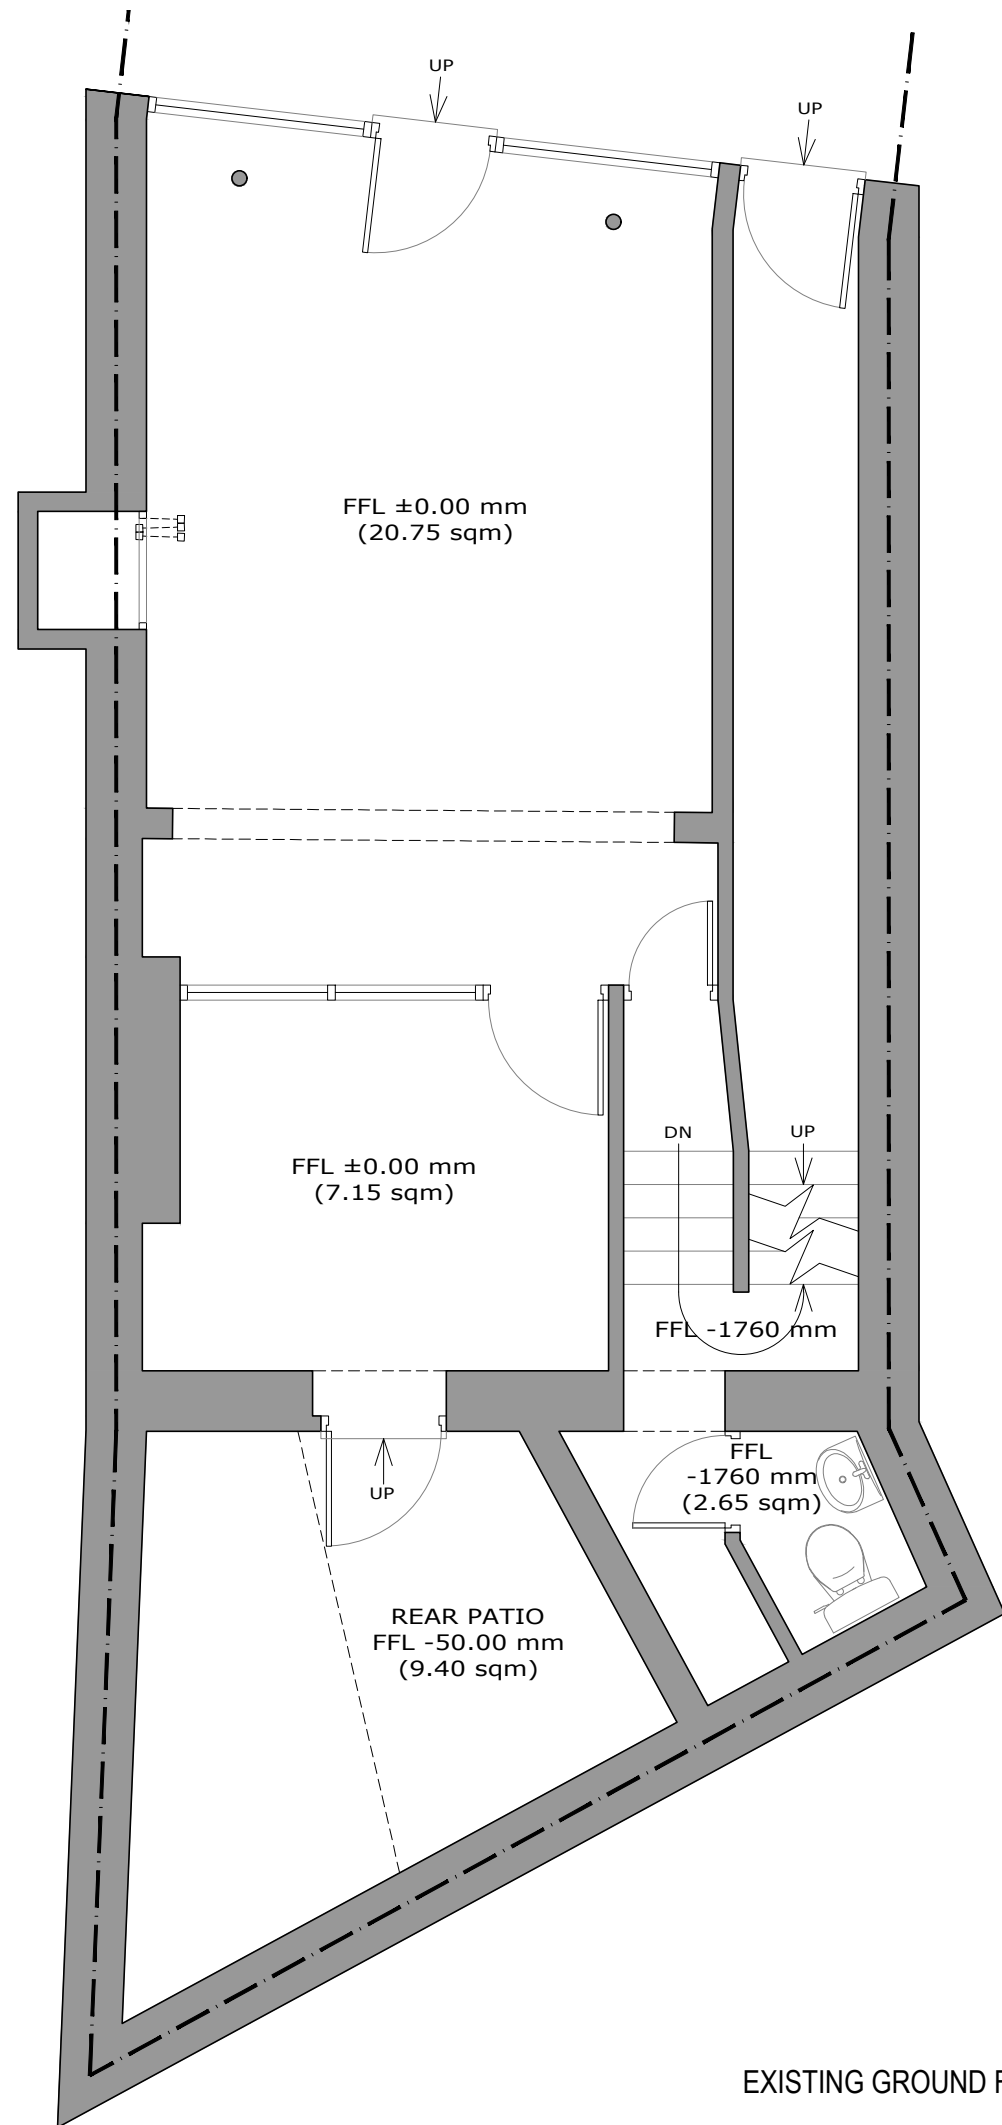 UP
UP
FFL ±0.00 mm
(20.75 sqm)
DN
UP
FFL ±0.00 mm
(7.15 sqm)
FFL -1760 mm
FFL
-1760 mm
(2.65 sqm)
UP
REAR PATIO
FFL -50.00 mm
(9.40 sqm)
EXISTING GROUND